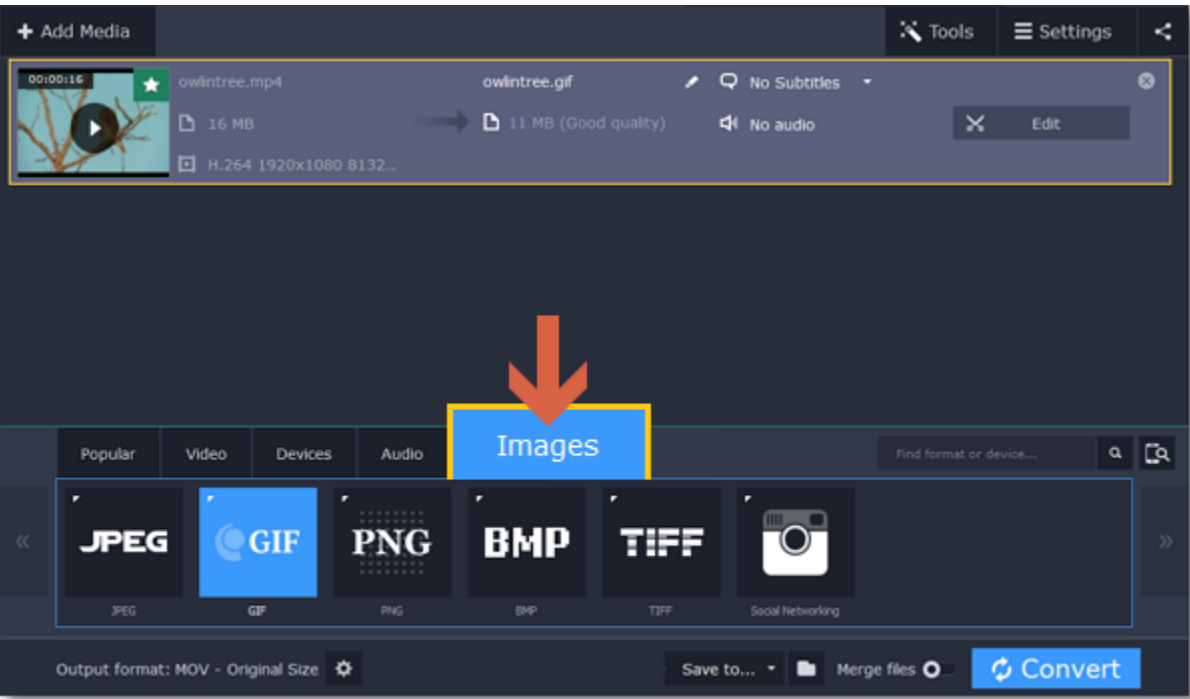 + Add Media
Tools
Settings
00:00:16
owlintree.mp4
owlintree.gif
No Subtitles
16 MB
11 MB (Good quality)
No audio
Edit
H.264 1920x1080 8132...
Popular
Video
Devices
Audio
Images
Find format or device...
«
JPEG
GIF
PNG
BMP
TIFF
»
JPEG
GIF
PNG
BMP
TIFF
Social Networking
Output format: MOV - Original Size
Save to...
Merge files
Convert